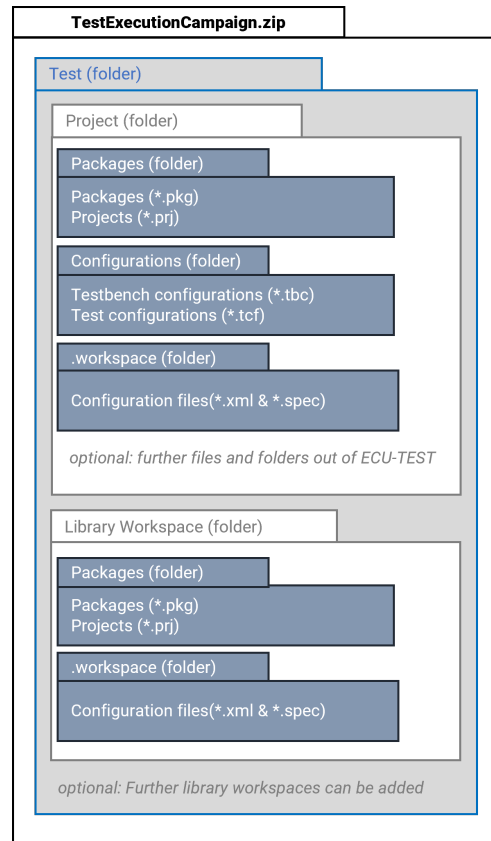 TestExecutionCampaign.zip
Test (folder)
Project (folder)
Packages (folder)
Packages (*.pkg)
Projects (*.prj)
Configurations (folder)
Testbench configurations (*.tbc)
Test configurations (*.tcf)
.workspace (folder)
Configuration files(*.xml & *.spec)
optional: further files and folders out of ECU-TEST
Library Workspace (folder)
Packages (folder)
Packages (*.pkg)
Projects (*.prj)
.workspace (folder)
Configuration files(*.xml & *.spec)
optional: Further library workspaces can be added